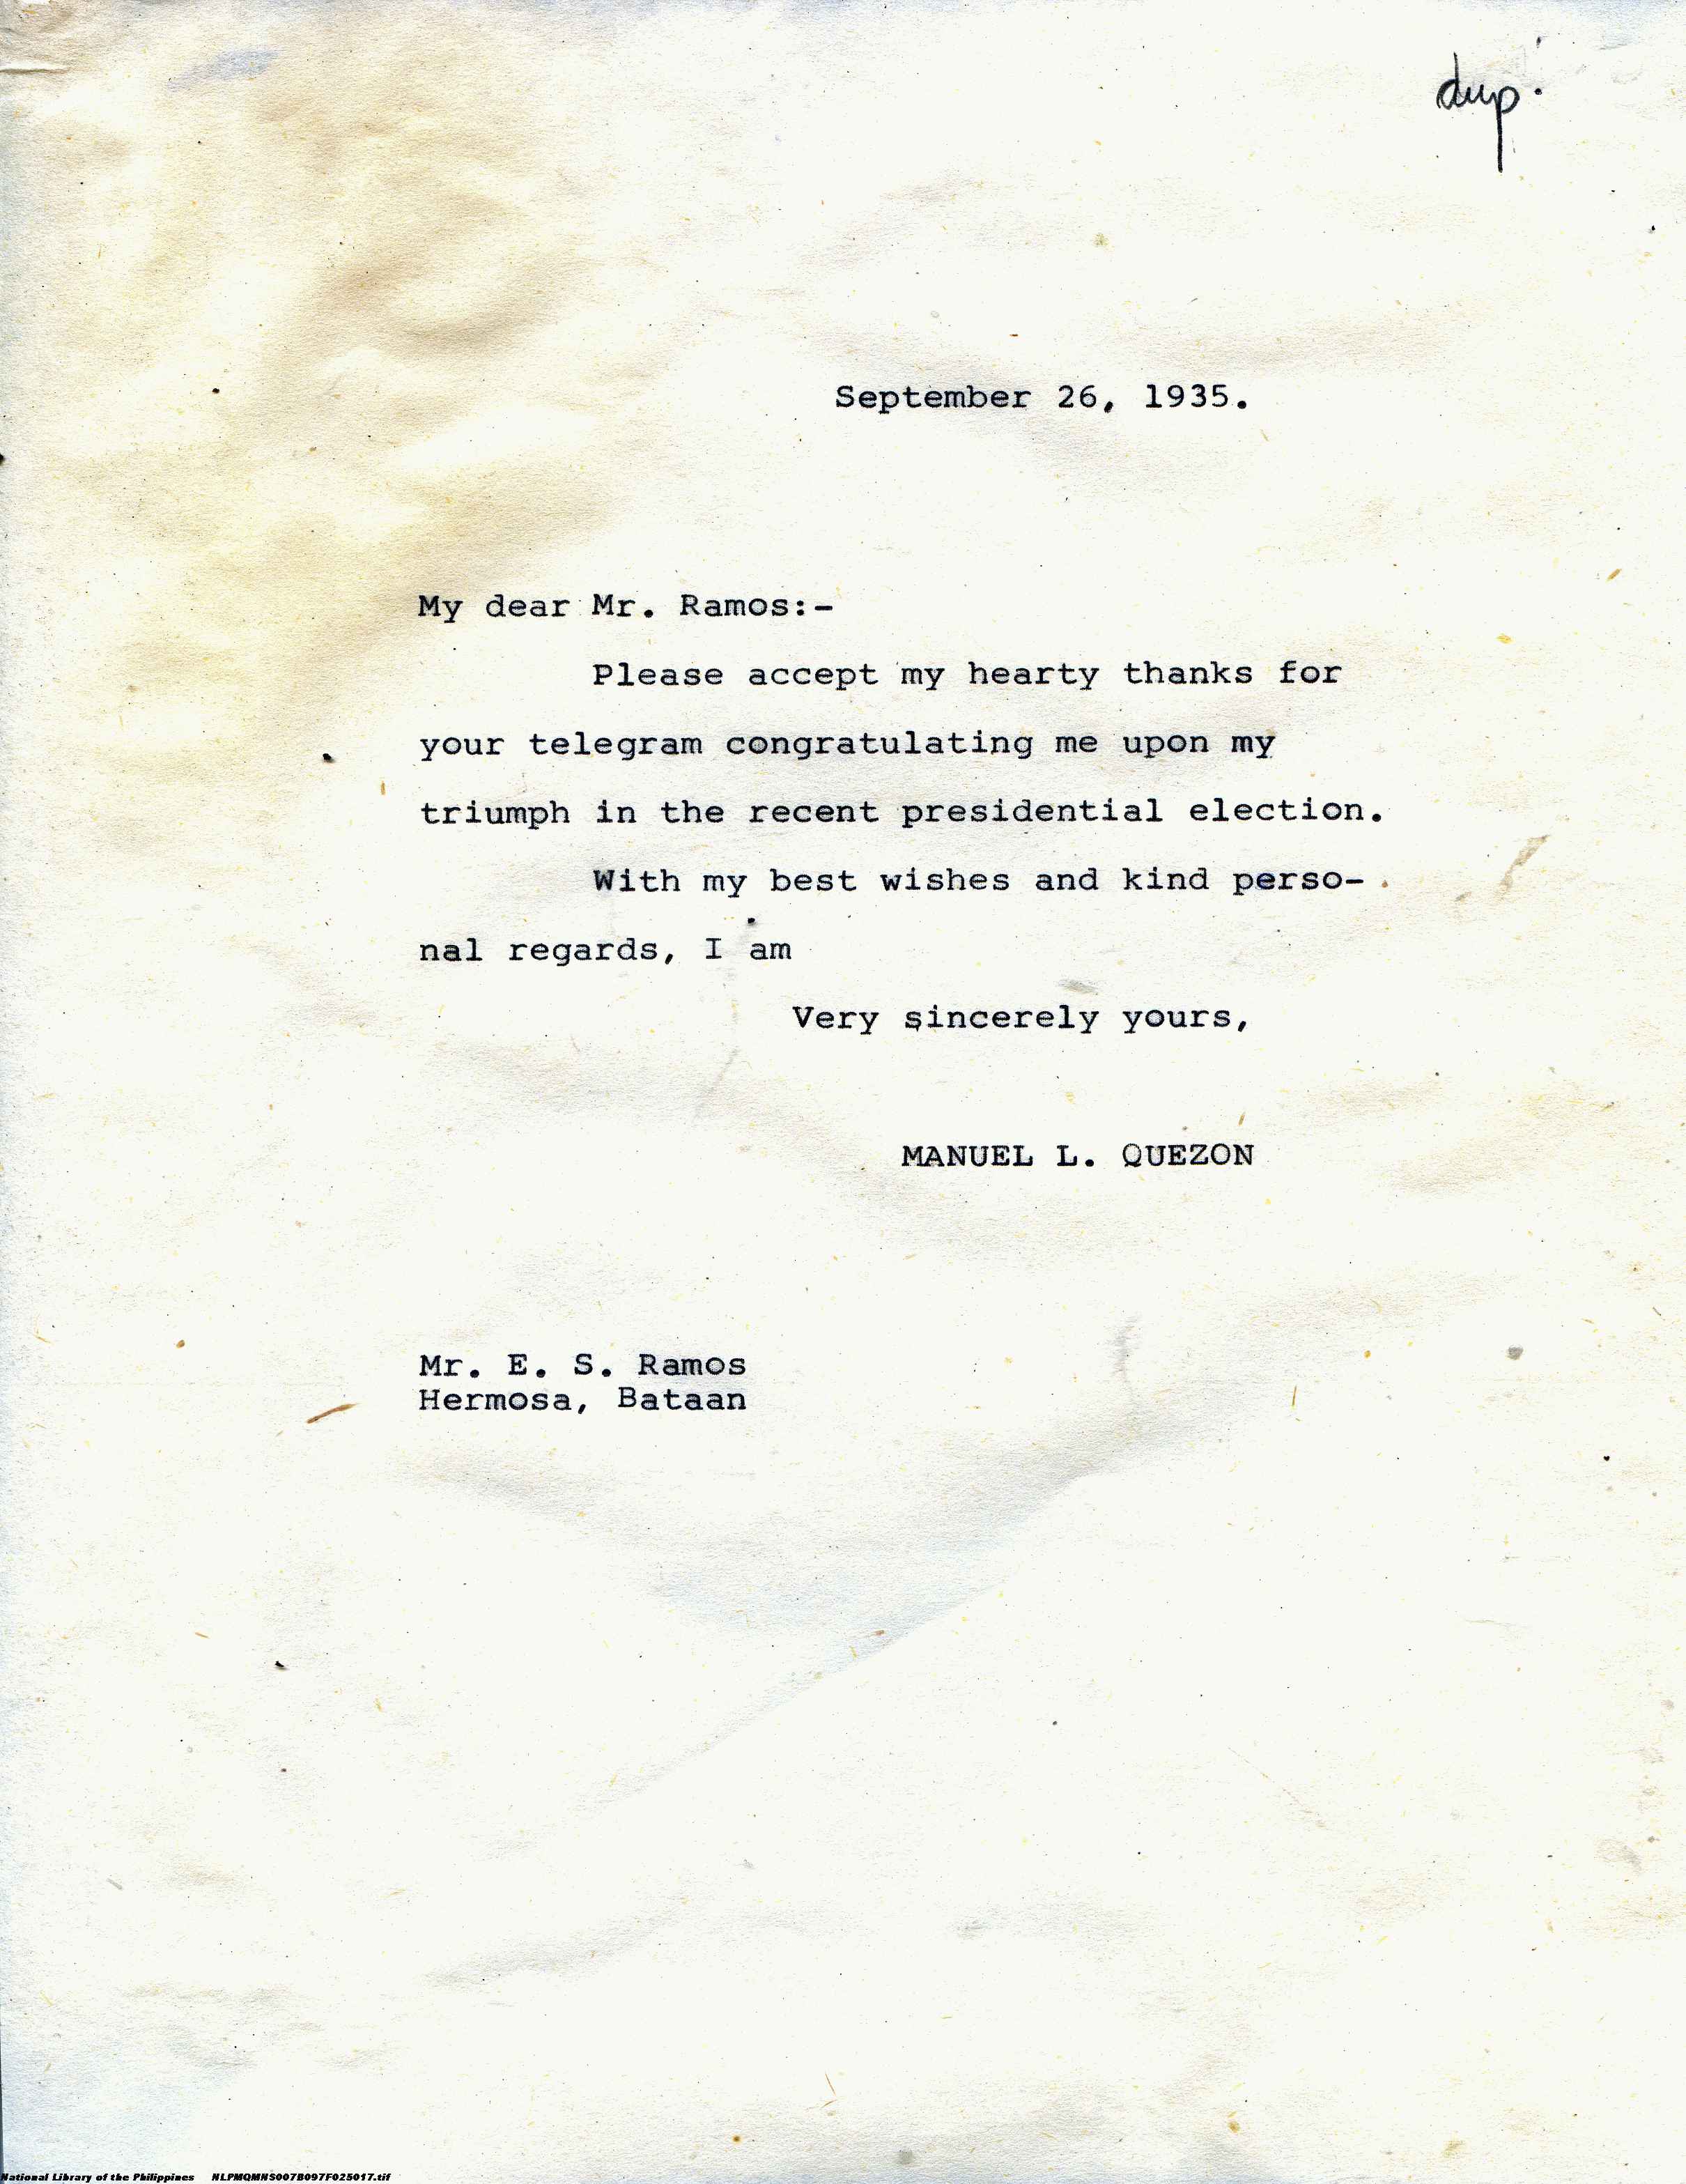 dup.
September 26, 1935.
My dear Mr. Ramos:-
Please accept my hearty thanks for
your telegram congratulating me upon my
triumph in the recent presidential election.
With my best wishes and kind perso-
nal regards, I am
Very sincerely yours,
MANUEL L. QUEZON
Mr. E. S. Ramos
Hermosa, Bataan
National Library of the Philippines NLPMQMNS007B097F025017.tif